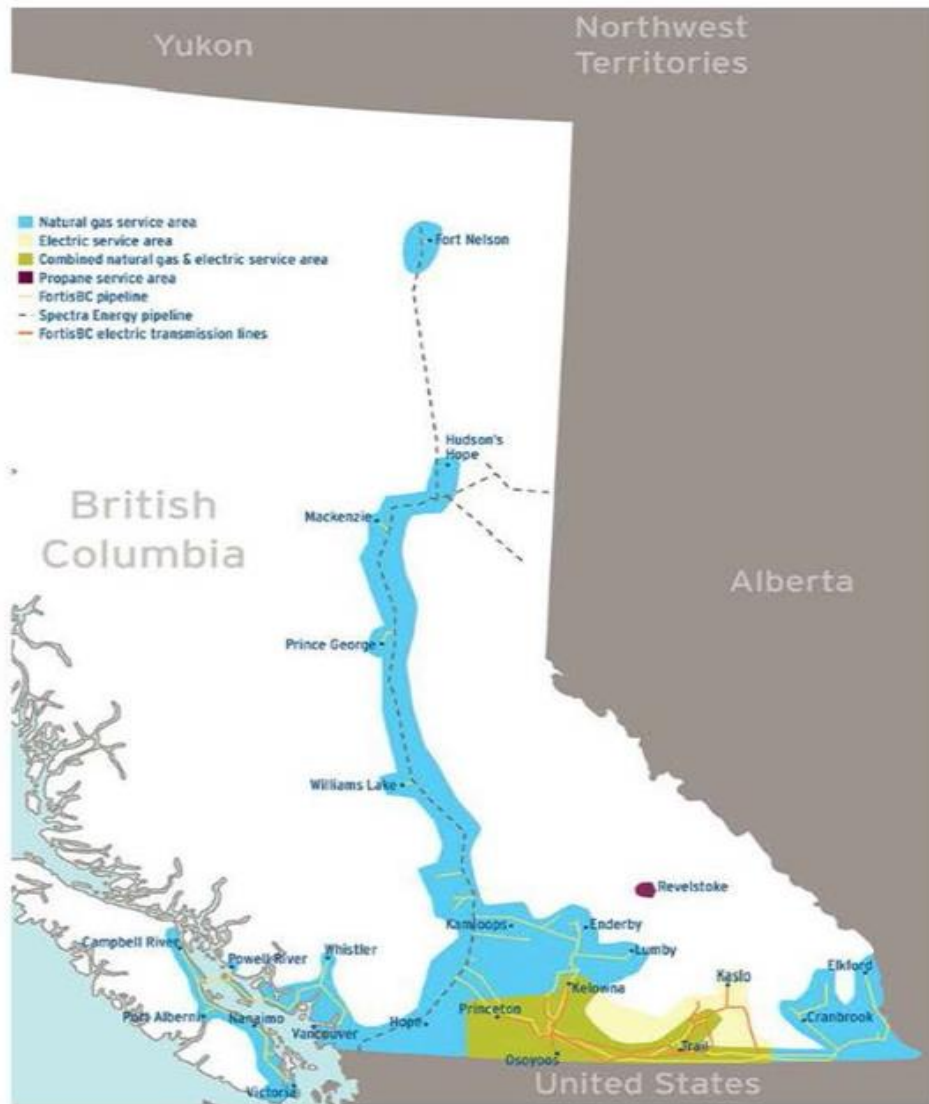 Yukon
Northwest
Territories
Natural gas service area
Electric service area
Combined natural gas & electric service area
Propane service area
FortisBC pipeline
Spectra Energy pipeline
FortisBC electric transmission lines
Fort Nelson
Hudson's
Hope
British
Columbia
Mackenzie
Alberta
Prince George
Williams Lake
Revelstoke
Kamloops
Enderby
Campbell River
Powell River
Whistler
Lumby
Elkford
Kelowna
Kaslo
Port Alberni
Nanaimo
Vancouver
Hope
Princeton
Cranbrook
Osoyoos
Trail
Victoria
United States